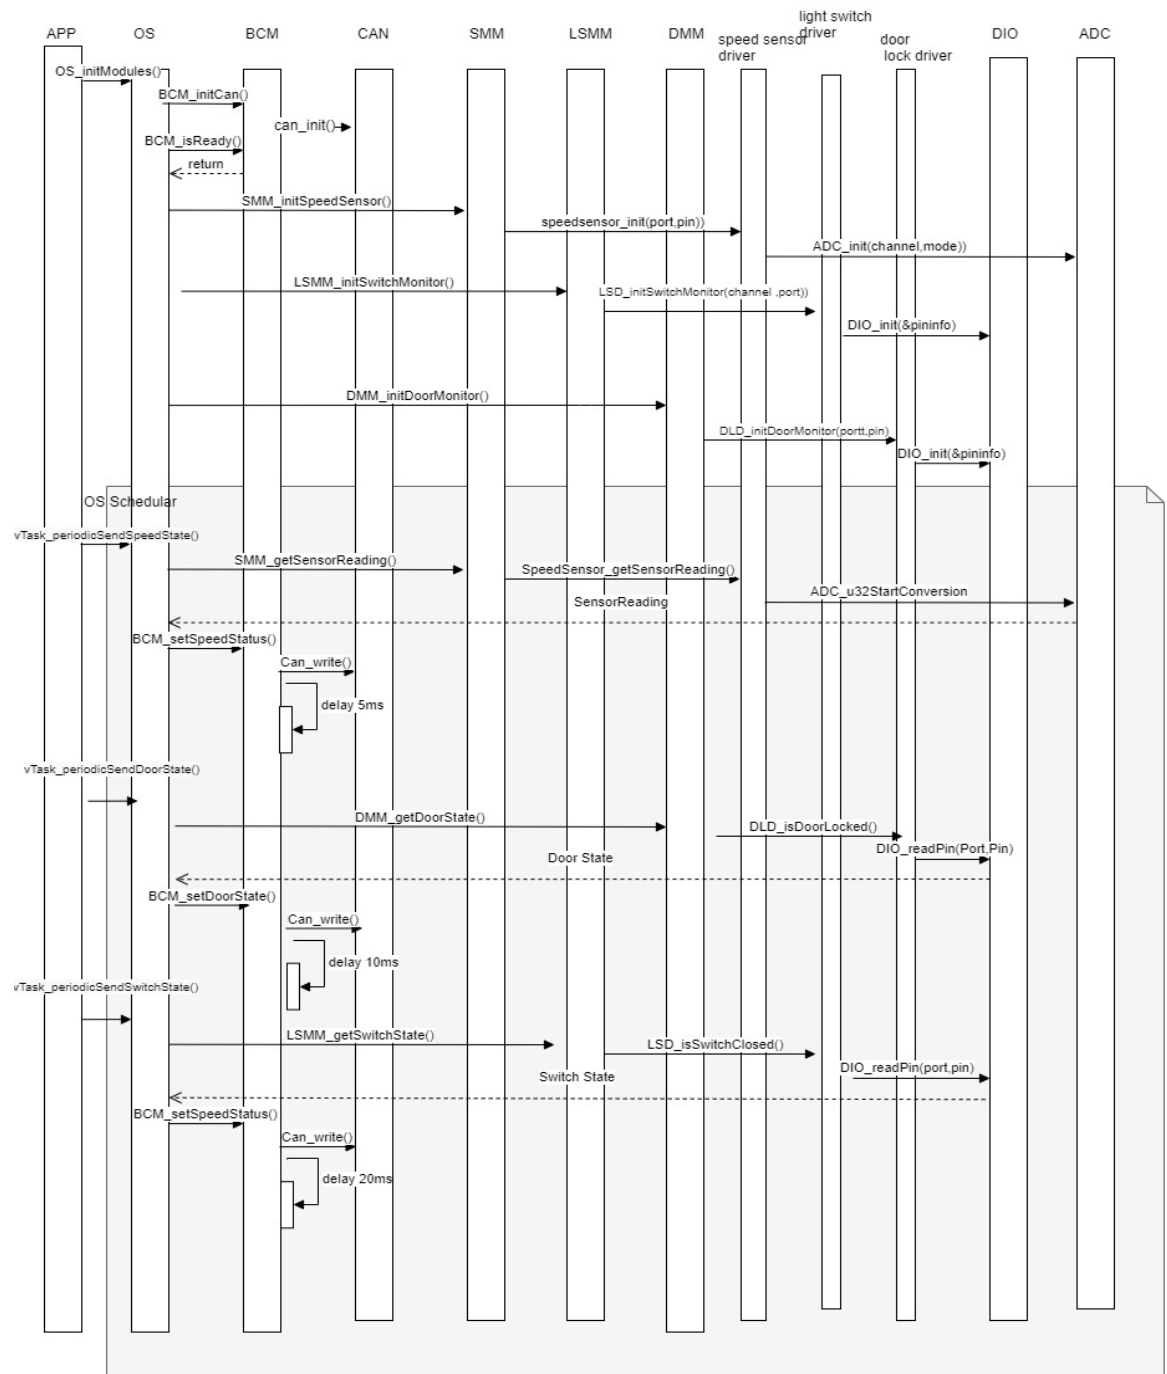 light switch
driver
APP
OS
BCM
CAN
SMM
LSMM
DMM
speed sensor
driver
door
lock driver
DIO
ADC
OS_initModules()
BCM_initCan()
can_init()
BCM_isReady()
return
SMM_initSpeedSensor()
speedsensor_init(port,pin))
ADC_init(channel,mode))
LSMM_initSwitchMonitor()
LSD_initSwitchMonitor(channel ,port))
DIO_init(&pininfo)
DMM_initDoorMonitor()
DLD_initDoorMonitor(portt,pin)
DIO_init(&pininfo)
OS Schedular
vTask_periodicSendSpeedState()
SMM_getSensorReading()
SpeedSensor_getSensorReading()
ADC_u32StartConversion
SensorReading
BCM_setSpeedStatus()
Can_write()
delay 5ms
vTask_periodicSendDoorState()
DMM_getDoorState()
DLD_isDoorLocked()
DIO_readPin(Port,Pin)
Door State
BCM_setDoorState()
Can_write()
delay 10ms
vTask_periodicSendSwitchState()
LSMM_getSwitchState()
LSD_isSwitchClosed()
DIO_readPin(port,pin)
Switch State
BCM_setSpeedStatus()
Can_write()
delay 20ms